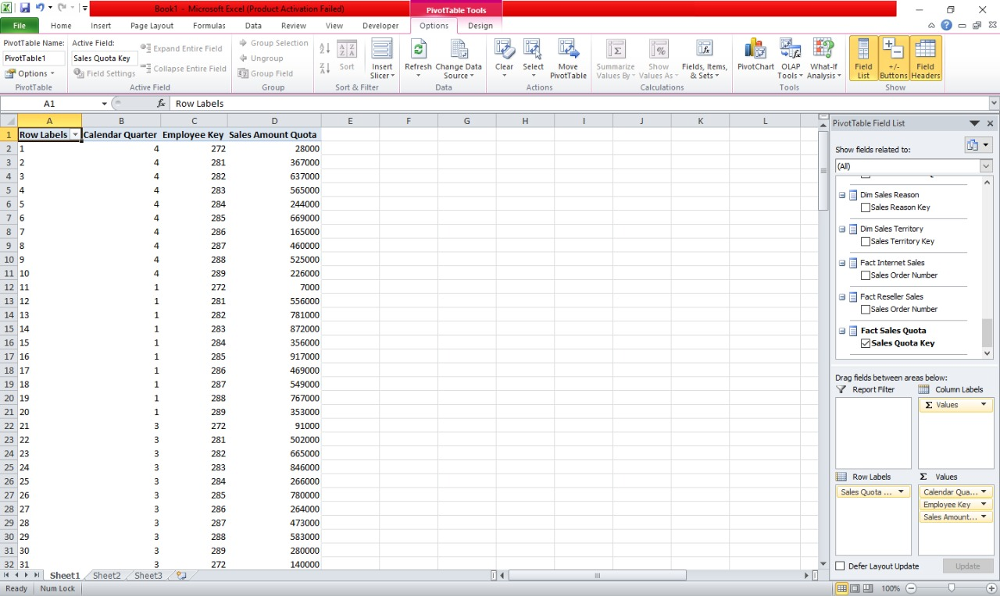 Book1 - Microsoft Excel (Product Activation Failed)
PivotTable Tools
File Home Insert Page Layout Formulas Data Review View Developer Options Design
PivotTable Name: Active Field:
PivotTable1 Sales Quota Key
Options Field Settings
Expand Entire Field
Collapse Entire Field
Group Selection
Ungroup
Group Field
Sort
Insert Slicer
Refresh
Change Data Source
Clear
Select
Move PivotTable
Summarize Values By
Show Values As
Fields, Items, & Sets
PivotChart
OLAP Tools
What-If Analysis
Field List
+/- Buttons
Field Headers
PivotTable Active Field Group Sort & Filter Data Actions Calculations Tools Show
A1 fx Row Labels
A B C D E F G H I J K L
1 Row Labels Calendar Quarter Employee Key Sales Amount Quota
2 1 4 272 28000
3 2 4 281 367000
4 3 4 282 637000
5 4 4 283 565000
6 5 4 284 244000
7 6 4 285 669000
8 7 4 286 165000
9 8 4 287 460000
10 9 4 288 525000
11 10 4 289 226000
12 11 1 272 7000
13 12 1 281 556000
14 13 1 282 781000
15 14 1 283 872000
16 15 1 284 356000
17 16 1 285 917000
18 17 1 286 469000
19 18 1 287 549000
20 19 1 288 767000
21 20 1 289 353000
22 21 3 272 91000
23 22 3 281 502000
24 23 3 282 665000
25 24 3 283 846000
26 25 3 284 266000
27 26 3 285 780000
28 27 3 286 264000
29 28 3 287 473000
30 29 3 288 583000
31 30 3 289 280000
32 31 3 272 140000
PivotTable Field List
Show fields related to:
(All)
Dim Sales Reason
Sales Reason Key
Dim Sales Territory
Sales Territory Key
Fact Internet Sales
Sales Order Number
Fact Reseller Sales
Sales Order Number
Fact Sales Quota
Sales Quota Key
Drag fields between areas below:
Report Filter Column Labels
Σ Values
Row Labels Σ Values
Sales Quota ... Calendar Qua...
Employee Key
Sales Amount...
Defer Layout Update Update
Sheet1 Sheet2 Sheet3
Ready Num Lock 100%